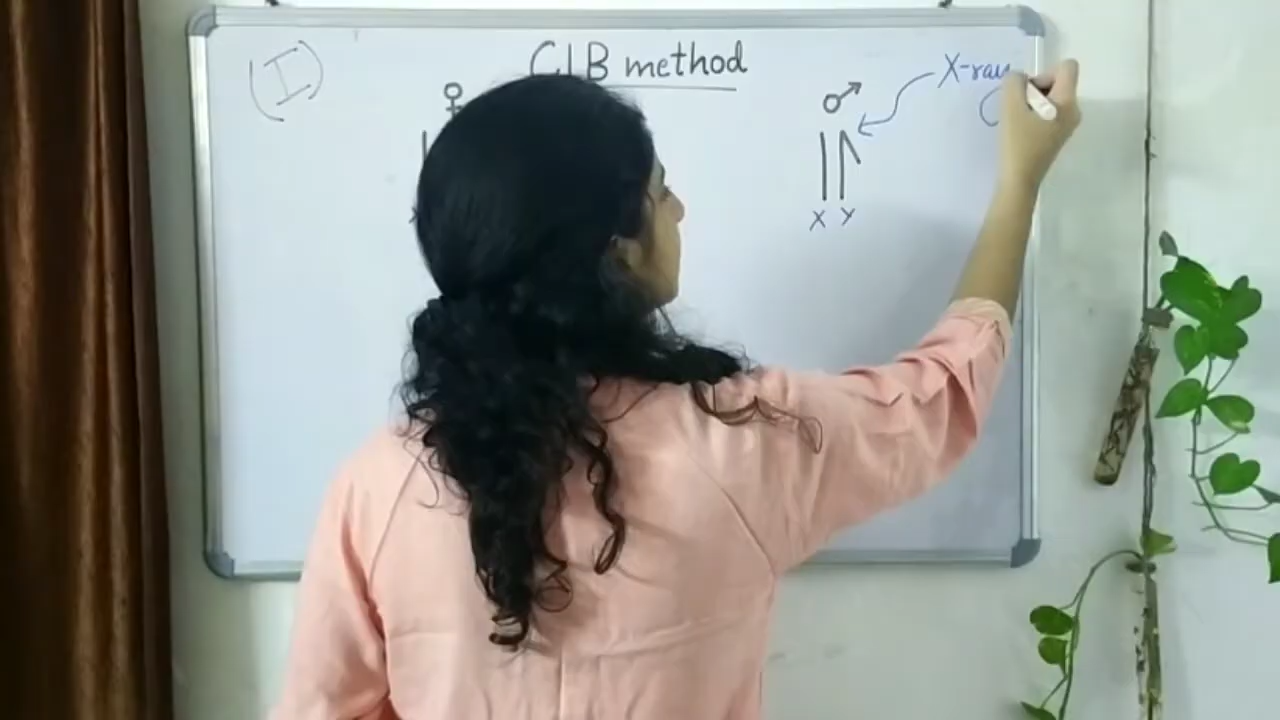 (I)
ClB method
♀
♂
X-ray
X Y